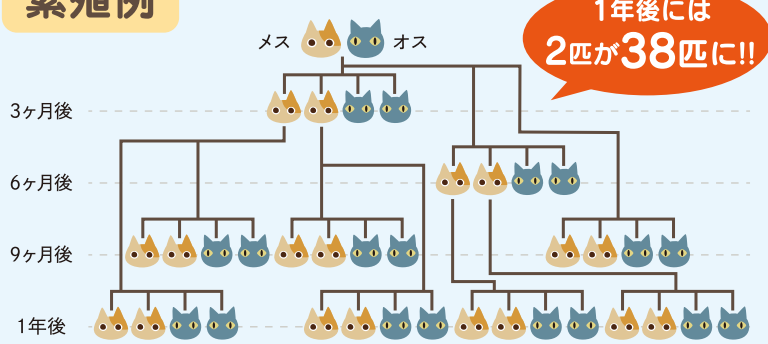 繁殖例
1年後には
2匹が38匹に!!
メス
オス
3ヶ月後
6ヶ月後
9ヶ月後
1年後